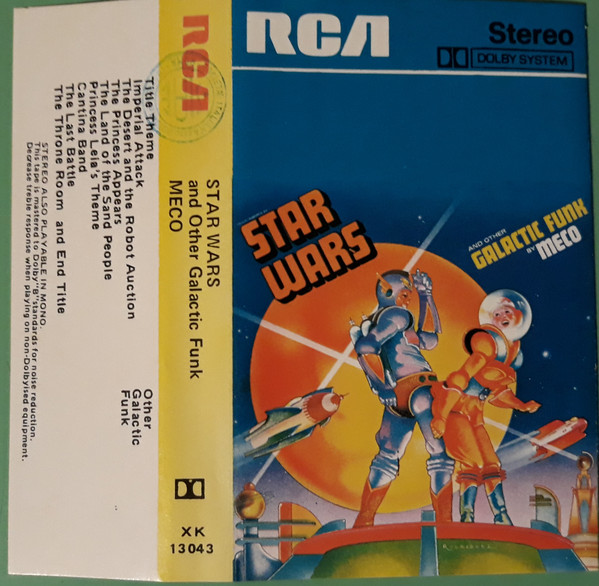 RCA
Stereo
DOLBY SYSTEM
STAR
WARS
AND OTHER
GALACTIC FUNK
BY MECO
RCA
STAR WARS
and Other Galactic Funk
MECO
XK
13043
Title Theme
Imperial Attack
The Desert and the Robot Auction
The Princess Appears
The Land of the Sand People
Princess Leia's Theme
Cantina Band
The Last Battle
The Throne Room and End Title
Other
Galactic
Funk
STEREO ALSO PLAYABLE IN MONO
This tape is mastered to Dolby "B" standards for noise reduction.
Decrease treble response when playing on non-Dolbyised equipment.